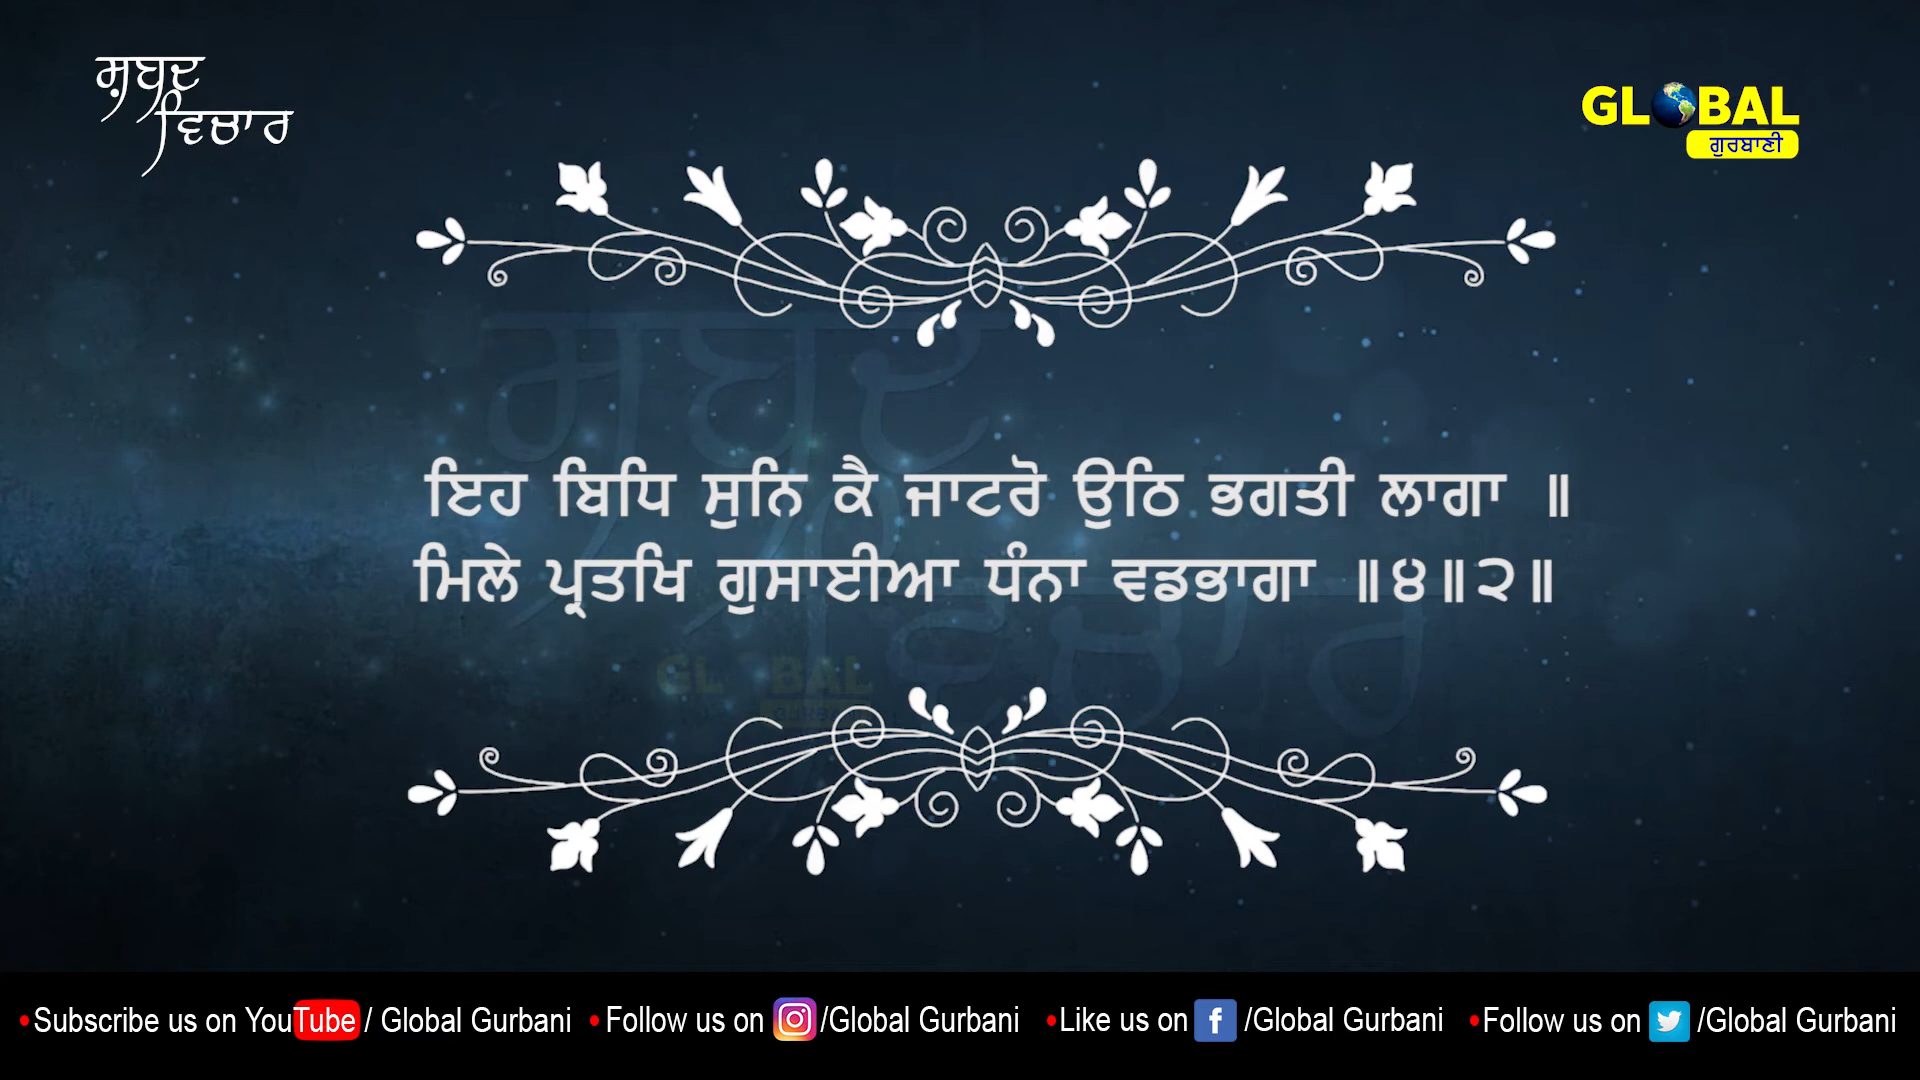 ਸ਼ਬਦ
ਵਿਚਾਰ
GLOBAL
ਗੁਰਬਾਣੀ
ਇਹ ਬਿਧਿ ਸੁਨਿ ਕੈ ਜਾਟਰੋ ਉਠਿ ਭਗਤੀ ਲਾਗਾ ॥
ਮਿਲੇ ਪ੍ਰਤਖਿ ਗੁਸਾਈਆ ਧੰਨਾ ਵਡਭਾਗਾ ॥੪॥੨॥
•Subscribe us on YouTube / Global Gurbani •Follow us on /Global Gurbani •Like us on /Global Gurbani •Follow us on /Global Gurbani